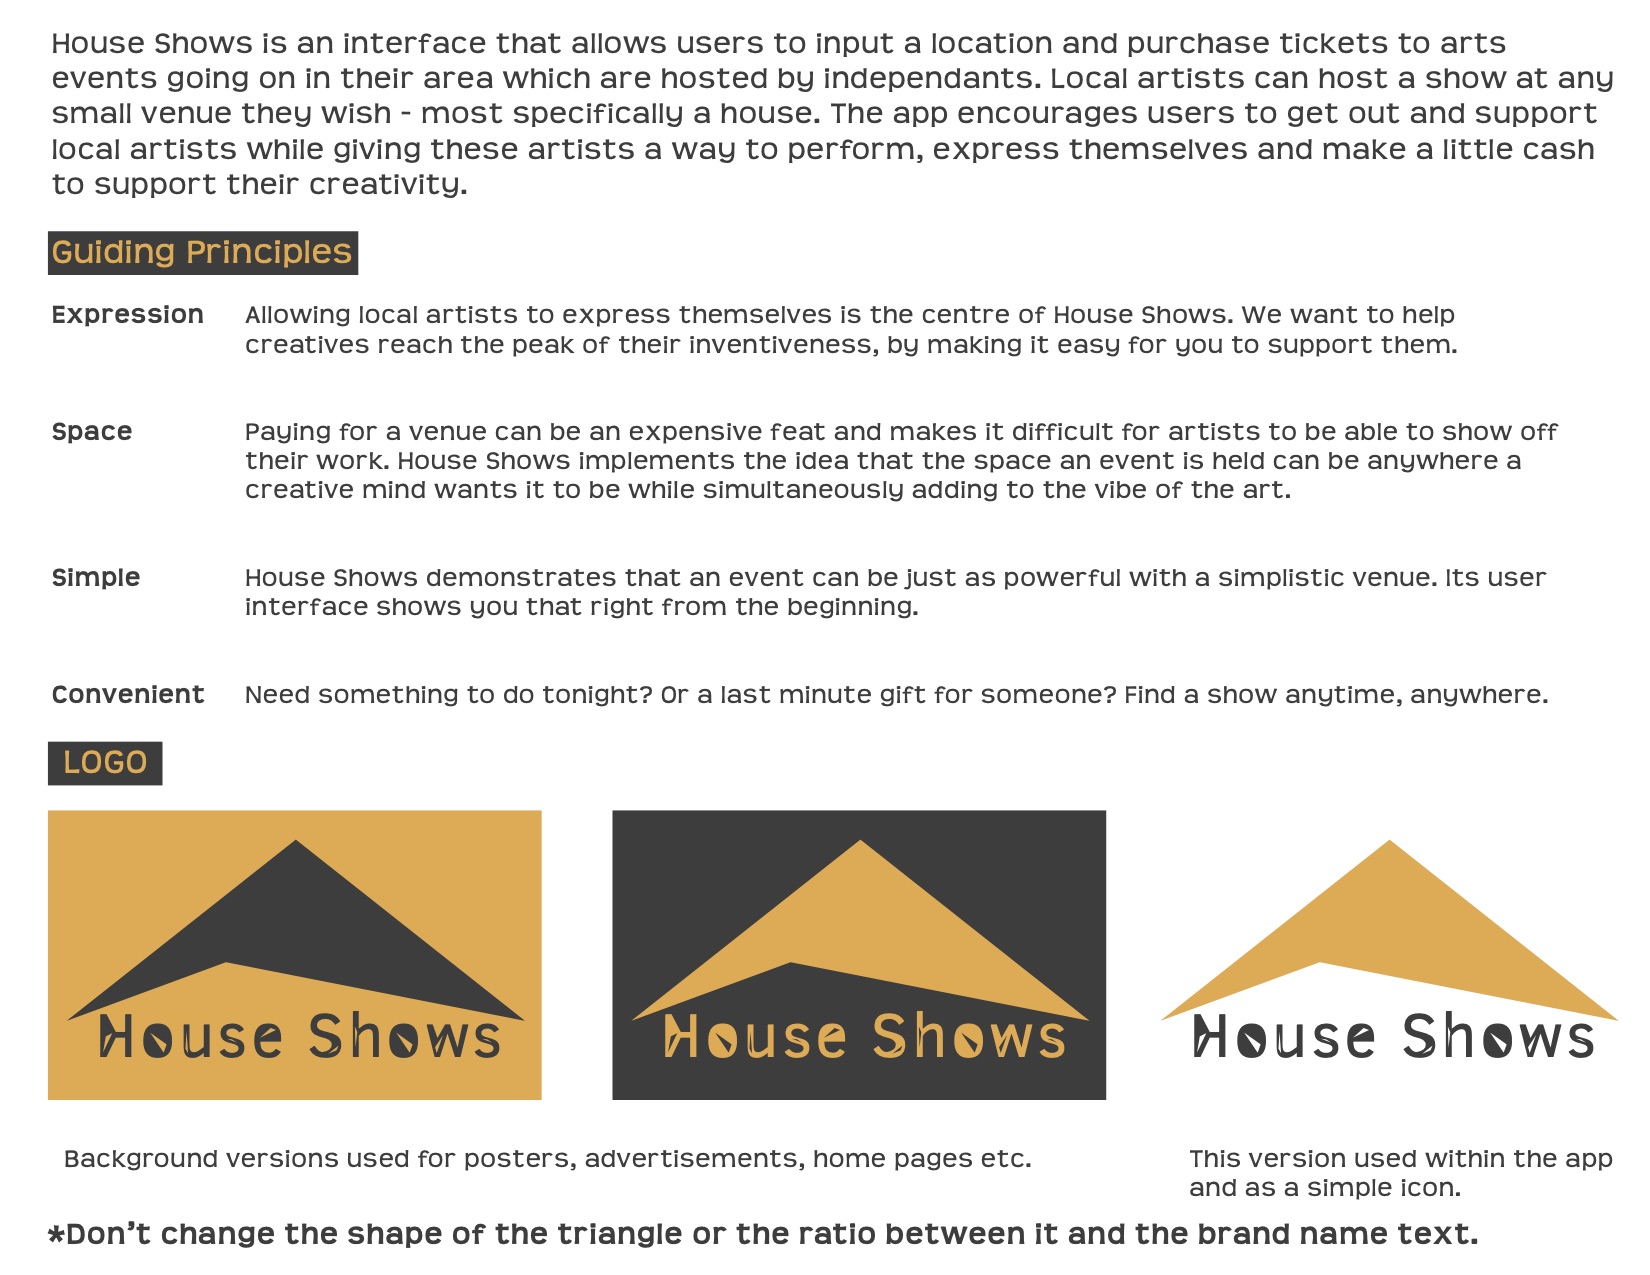 House Shows is an interface that allows users to input a location and purchase tickets to arts
events going on in their area which are hosted by independants. Local artists can host a show at any
small venue they wish - most specifically a house. The app encourages users to get out and support
local artists while giving these artists a way to perform, express themselves and make a little cash
to support their creativity.
Guiding Principles
Expression
Allowing local artists to express themselves is the centre of House Shows. We want to help
creatives reach the peak of their inventiveness, by making it easy for you to support them.
Space
Paying for a venue can be an expensive feat and makes it difficult for artists to be able to show off
their work. House Shows implements the idea that the space an event is held can be anywhere a
creative mind wants it to be while simultaneously adding to the vibe of the art.
Simple
House Shows demonstrates that an event can be just as powerful with a simplistic venue. Its user
interface shows you that right from the beginning.
Convenient
Need something to do tonight? Or a last minute gift for someone? Find a show anytime, anywhere.
LOGO
House Shows
House Shows
House Shows
Background versions used for posters, advertisements, home pages etc.
This version used within the app
and as a simple icon.
*Don't change the shape of the triangle or the ratio between it and the brand name text.